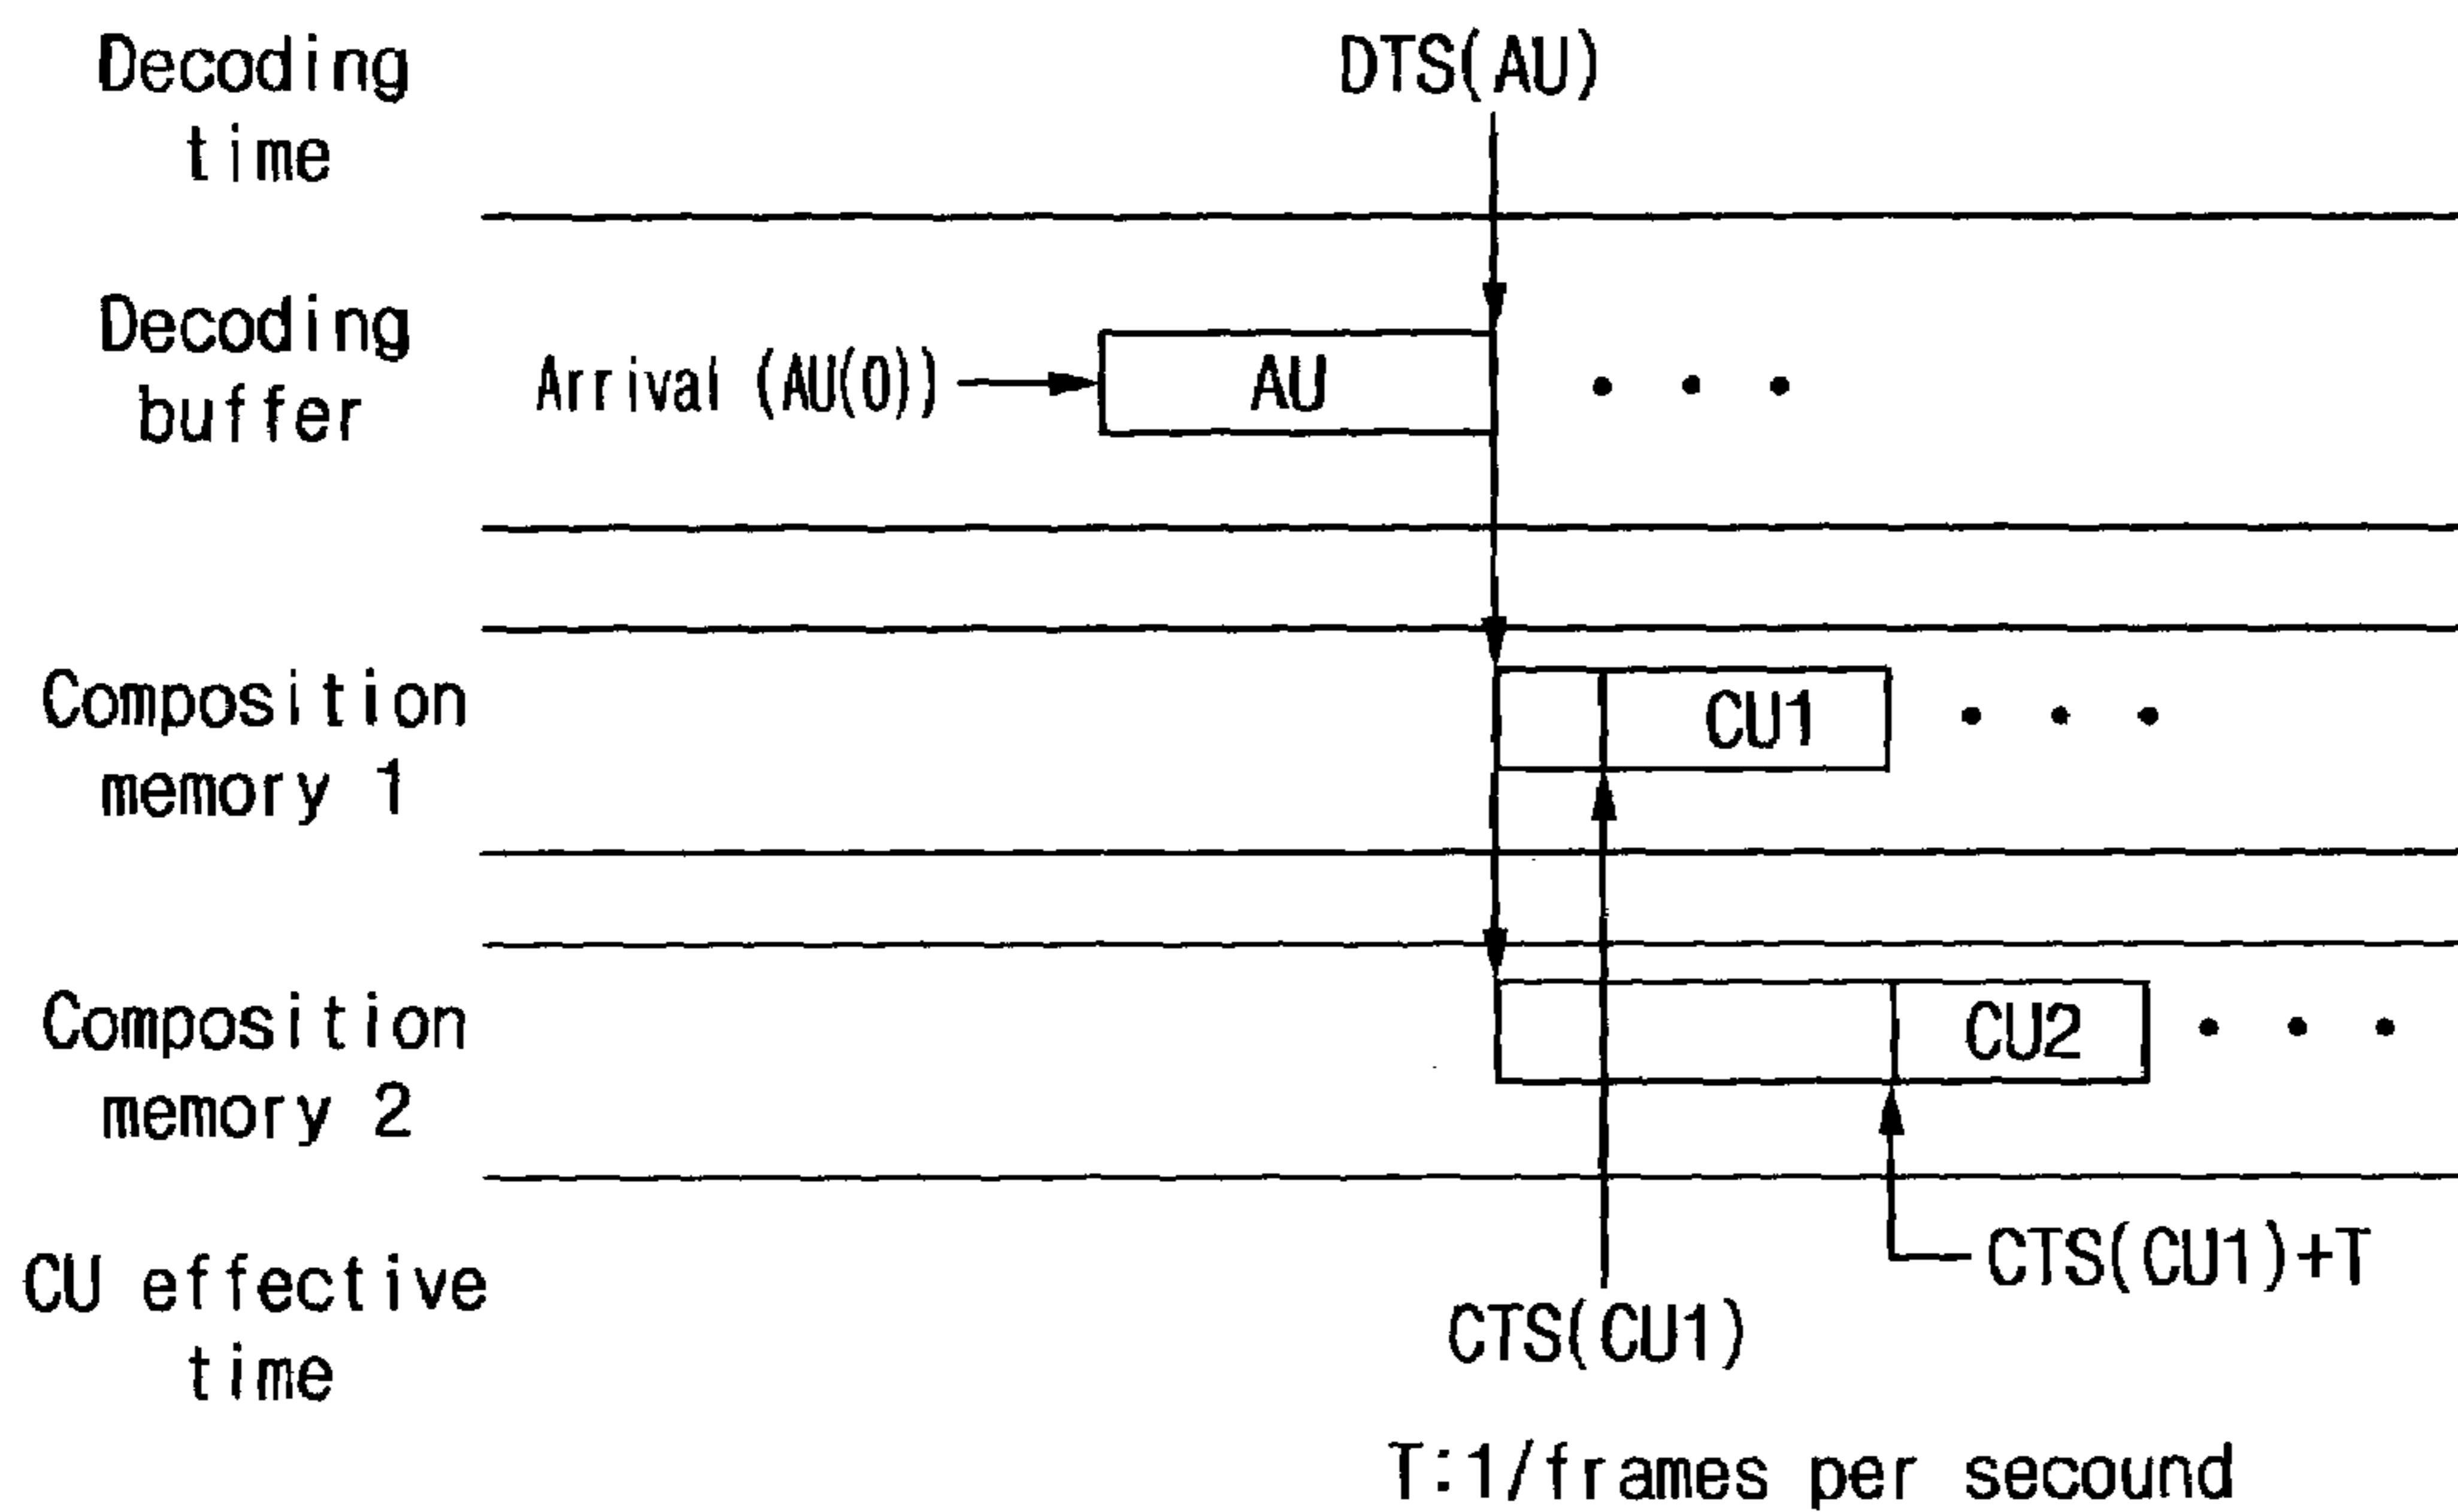 Decoding
time
DTS(AU)
Decoding
buffer
Arrival (AU(0))
AU
Composition
memory 1
CU1
Composition
memory 2
CU2
CU effective
time
CTS(CU1)+T
CTS(CU1)
T:1/frames per secound